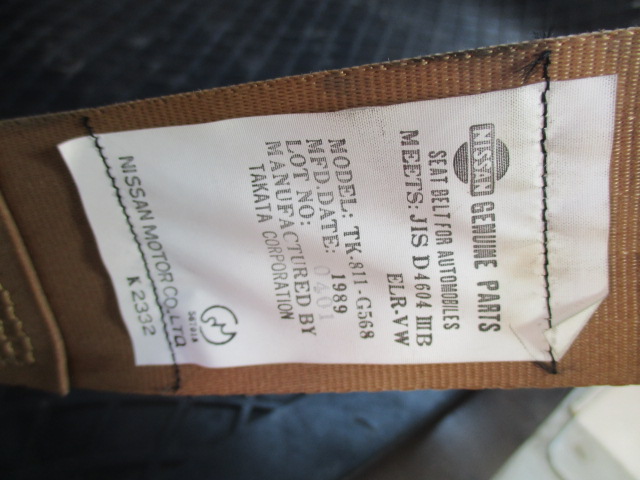 NISSAN GENUINE PARTS
SEAT BELT FOR AUTOMOBILES
MEETS: JIS D4604 ⅢB
ELR-VW
MODEL: TK-811-G568
MFD.DATE: 1989
LOT NO: 0401
MANUFACTURED BY
TAKATA CORPORATION
NISSAN MOTOR CO., LTD
K2332